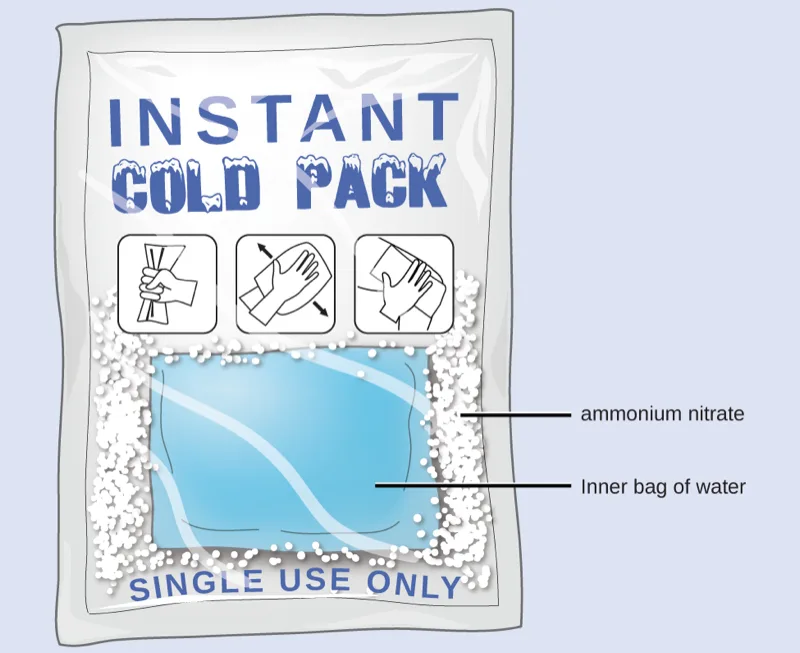 INSTANT
COLD PACK
ammonium nitrate
Inner bag of water
SINGLE USE ONLY